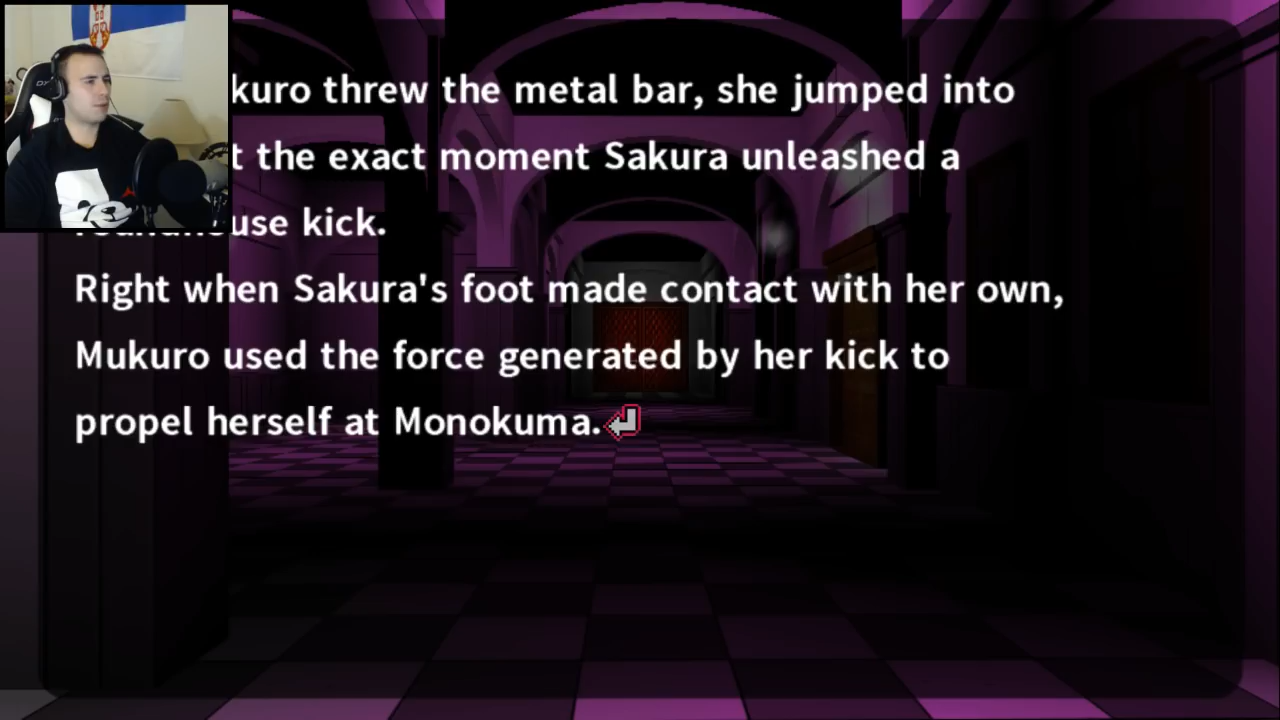 kuro threw the metal bar, she jumped into
t the exact moment Sakura unleashed a
use kick.
Right when Sakura's foot made contact with her own,
Mukuro used the force generated by her kick to
propel herself at Monokuma.